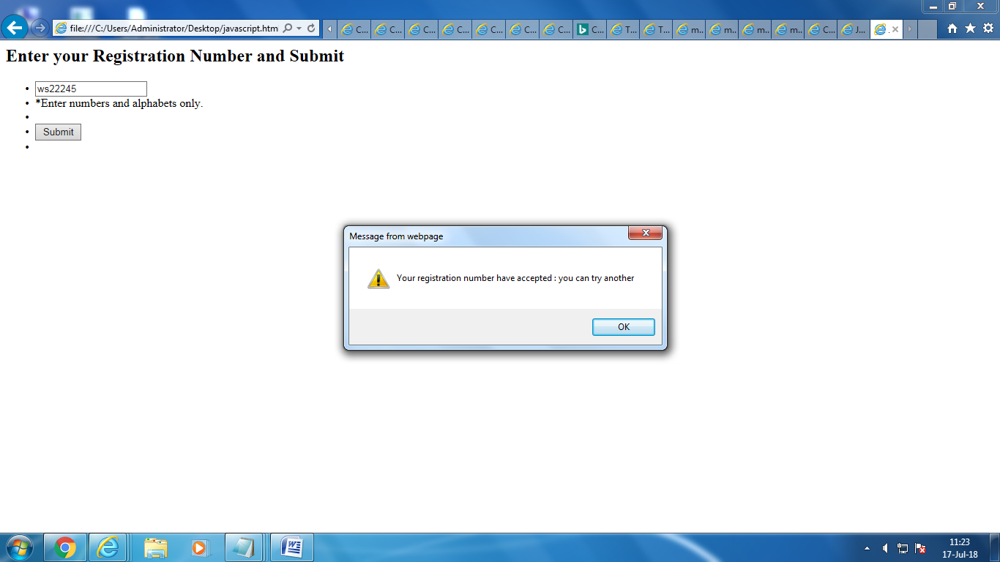 file:///C:/Users/Administrator/Desktop/javascript.htm
C... C... C... C... C... C... C... C... T... T... m... m... m... m... C... J... ...
Enter your Registration Number and Submit
ws22245
*Enter numbers and alphabets only.
Submit
Message from webpage
Your registration number have accepted : you can try another
OK
11:23
17-Jul-18